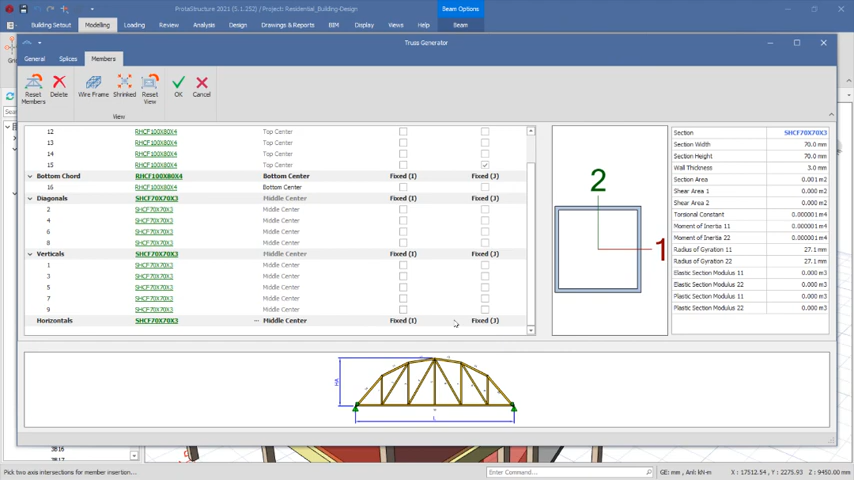 ProtaStructure 2021 (5.1.252) / Project: Residential_Building-Design
Beam Options
Building Setout
Modelling
Loading
Review
Analysis
Design
Drawings & Reports
BIM
Display
Views
Help
Beam
Truss Generator
General
Splices
Members
Reset Members
Delete
Wire Frame
Shrinked
Reset View
OK
Cancel
View
12 RHCF100X80X4 Top Center
13 RHCF100X80X4 Top Center
14 RHCF100X80X4 Top Center
15 RHCF100X80X4 Top Center
Bottom Chord RHCF100X80X4 Bottom Center Fixed (I) Fixed (J)
16 RHCF100X80X4 Bottom Center
Diagonals SHCF70X70X3 Middle Center Fixed (I) Fixed (J)
2 SHCF70X70X3 Middle Center
4 SHCF70X70X3 Middle Center
6 SHCF70X70X3 Middle Center
8 SHCF70X70X3 Middle Center
Verticals SHCF70X70X3 Middle Center Fixed (I) Fixed (J)
1 SHCF70X70X3 Middle Center
3 SHCF70X70X3 Middle Center
5 SHCF70X70X3 Middle Center
7 SHCF70X70X3 Middle Center
9 SHCF70X70X3 Middle Center
Horizontals SHCF70X70X3 ... Middle Center Fixed (I) Fixed (J)
2
1
Section SHCF70X70X3
Section Width 70.0 mm
Section Height 70.0 mm
Wall Thickness 3.0 mm
Section Area 0.001 m2
Shear Area 1 0.000 m2
Shear Area 2 0.000 m2
Torsional Constant 0.000001 m4
Moment of Inertia 11 0.000001 m4
Moment of Inertia 22 0.000001 m4
Radius of Gyration 11 27.1 mm
Radius of Gyration 22 27.1 mm
Elastic Section Modulus 11 0.000 m3
Elastic Section Modulus 22 0.000 m3
Plastic Section Modulus 11 0.000 m3
Plastic Section Modulus 22 0.000 m3
L
JB16
Pick two axis intersections for member insertion...
Enter Command...
GE: mm; Anl: kN-m
X : 17512.54
Y : 2275.93
Z : 9450.00 mm